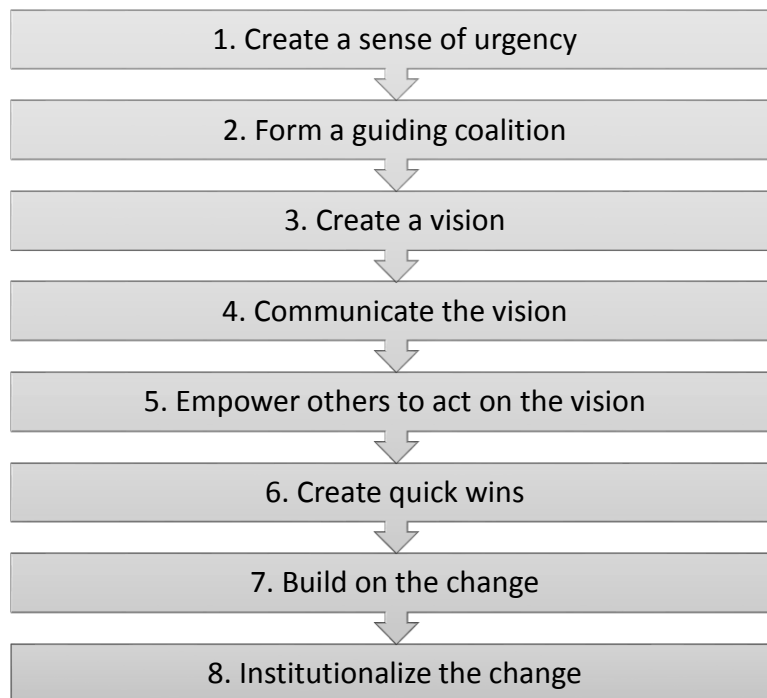 1. Create a sense of urgency
2. Form a guiding coalition
3. Create a vision
4. Communicate the vision
5. Empower others to act on the vision
6. Create quick wins
7. Build on the change
8. Institutionalize the change